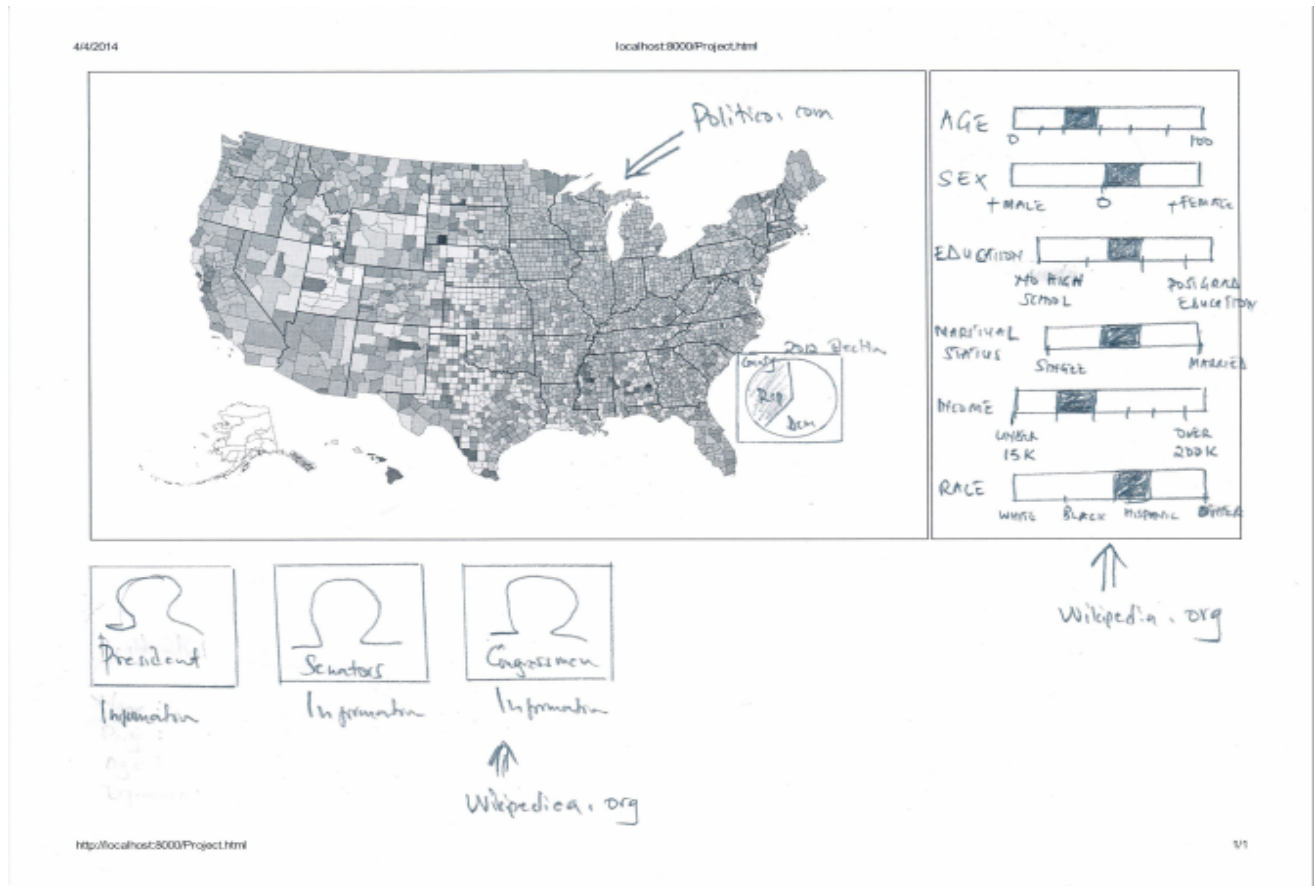 4/4/2014
localhost:8000/Project.html
Politico.com
2012 Election
County
Rep
Dem
AGE
0
100
SEX
+MALE
0
+FEMALE
EDUCATION
NO HIGH
SCHOOL
POSTGRAD
EDUCATION
MARITIAL
STATUS
SINGLE
MARRIED
INCOME
UNDER
15K
OVER
200K
RACE
WHITE
BLACK
HISPANIC
OTHER
Wikipedia.org
President
Senators
Congressmen
Information
Information
Information
Wikipedia.org
http://localhost:8000/Project.html
1/1